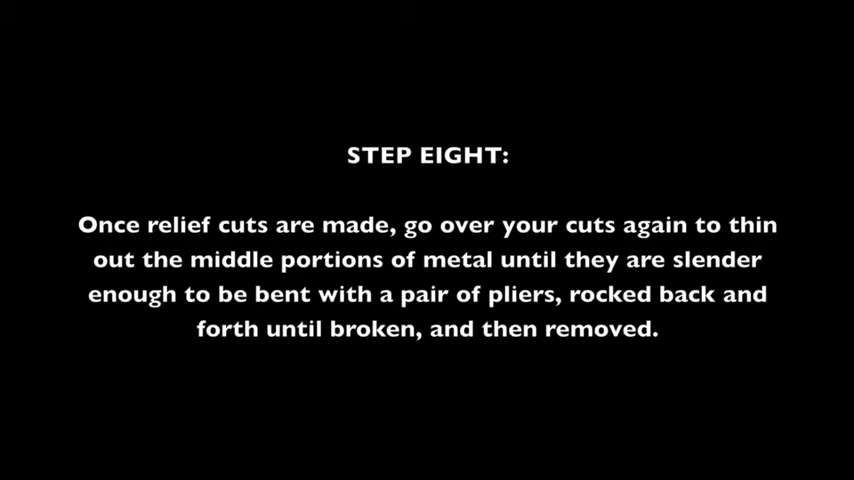 STEP EIGHT:
Once relief cuts are made, go over your cuts again to thin
out the middle portions of metal until they are slender
enough to be bent with a pair of pliers, rocked back and
forth until broken, and then removed.